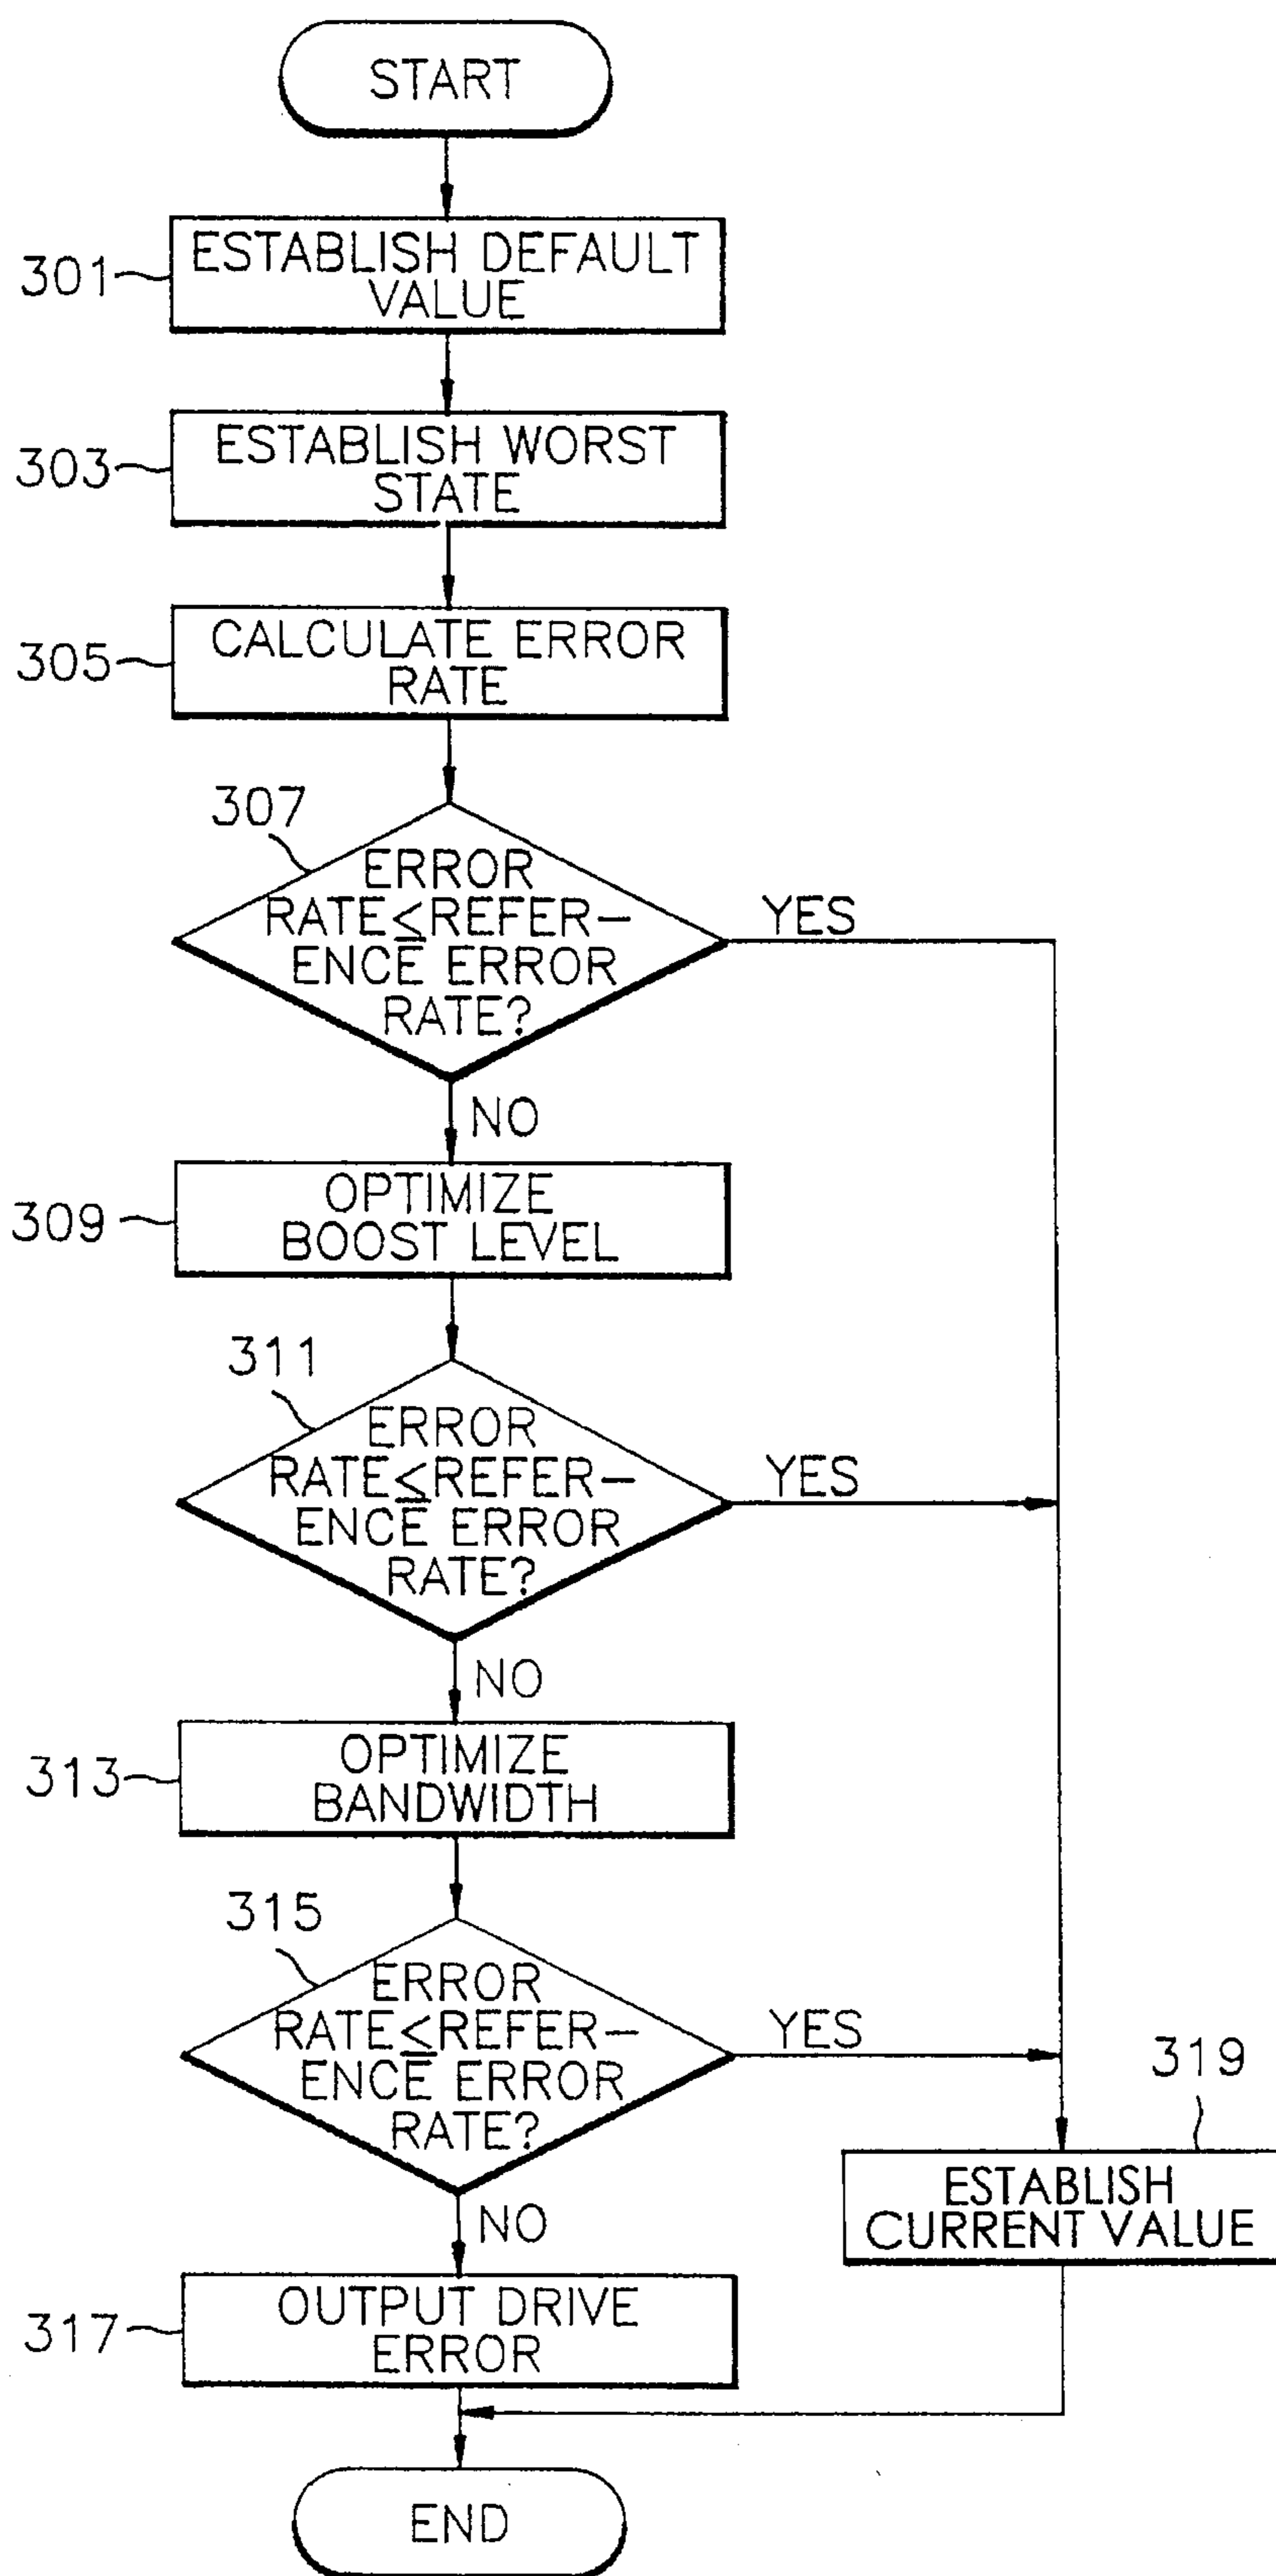 START
301
ESTABLISH DEFAULT
VALUE
303
ESTABLISH WORST
STATE
305
CALCULATE ERROR
RATE
307
ERROR
RATE≤REFER-
ENCE ERROR
RATE?
YES
NO
309
OPTIMIZE
BOOST LEVEL
311
ERROR
RATE≤REFER-
ENCE ERROR
RATE?
YES
NO
313
OPTIMIZE
BANDWIDTH
315
ERROR
RATE≤REFER-
ENCE ERROR
RATE?
YES
NO
319
ESTABLISH
CURRENT VALUE
317
OUTPUT DRIVE
ERROR
END